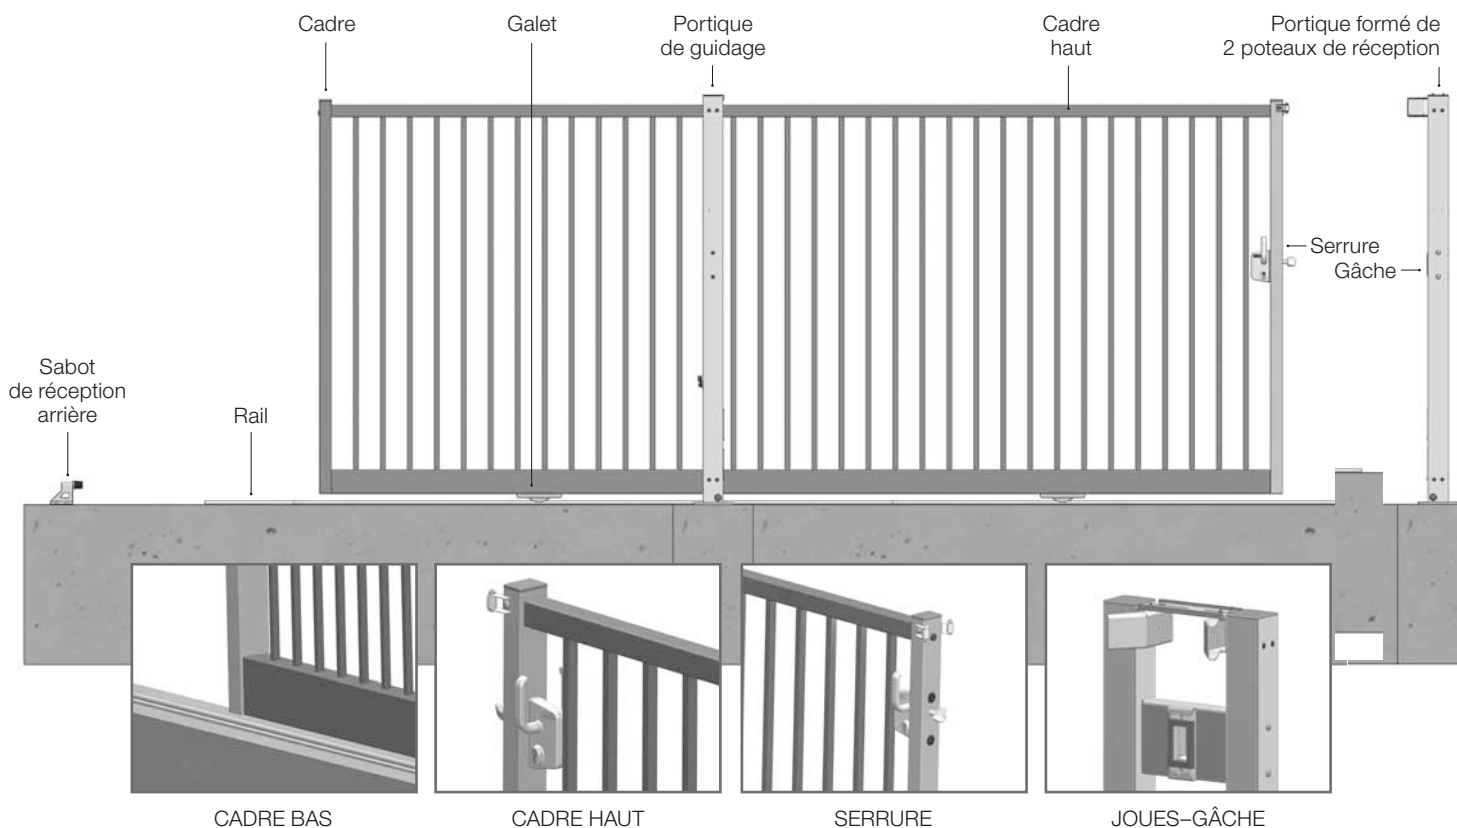 Cadre
Galet
Portique
de guidage
Cadre
haut
Portique formé de
2 poteaux de réception
Serrure
Gâche
Sabot
de réception
arrière
Rail
CADRE BAS
CADRE HAUT
SERRURE
JOUES–GÂCHE